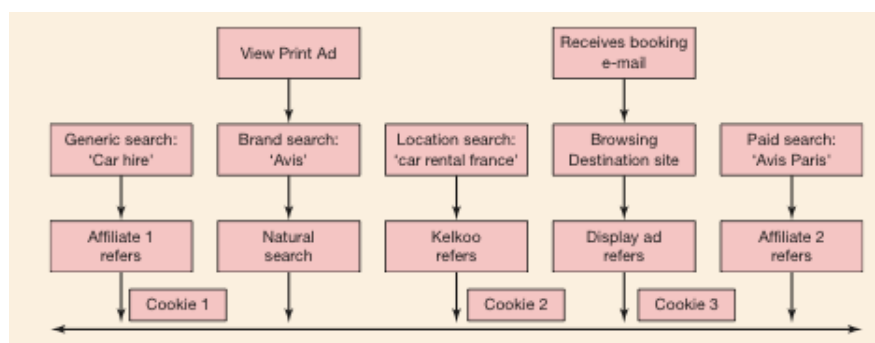 View Print Ad
Receives booking
e-mail
Generic search:
'Car hire'
Brand search:
'Avis'
Location search:
'car rental france'
Browsing
Destination site
Paid search:
'Avis Paris'
Affiliate 1
refers
Natural
search
Kelkoo
refers
Display ad
refers
Affiliate 2
refers
Cookie 1
Cookie 2
Cookie 3